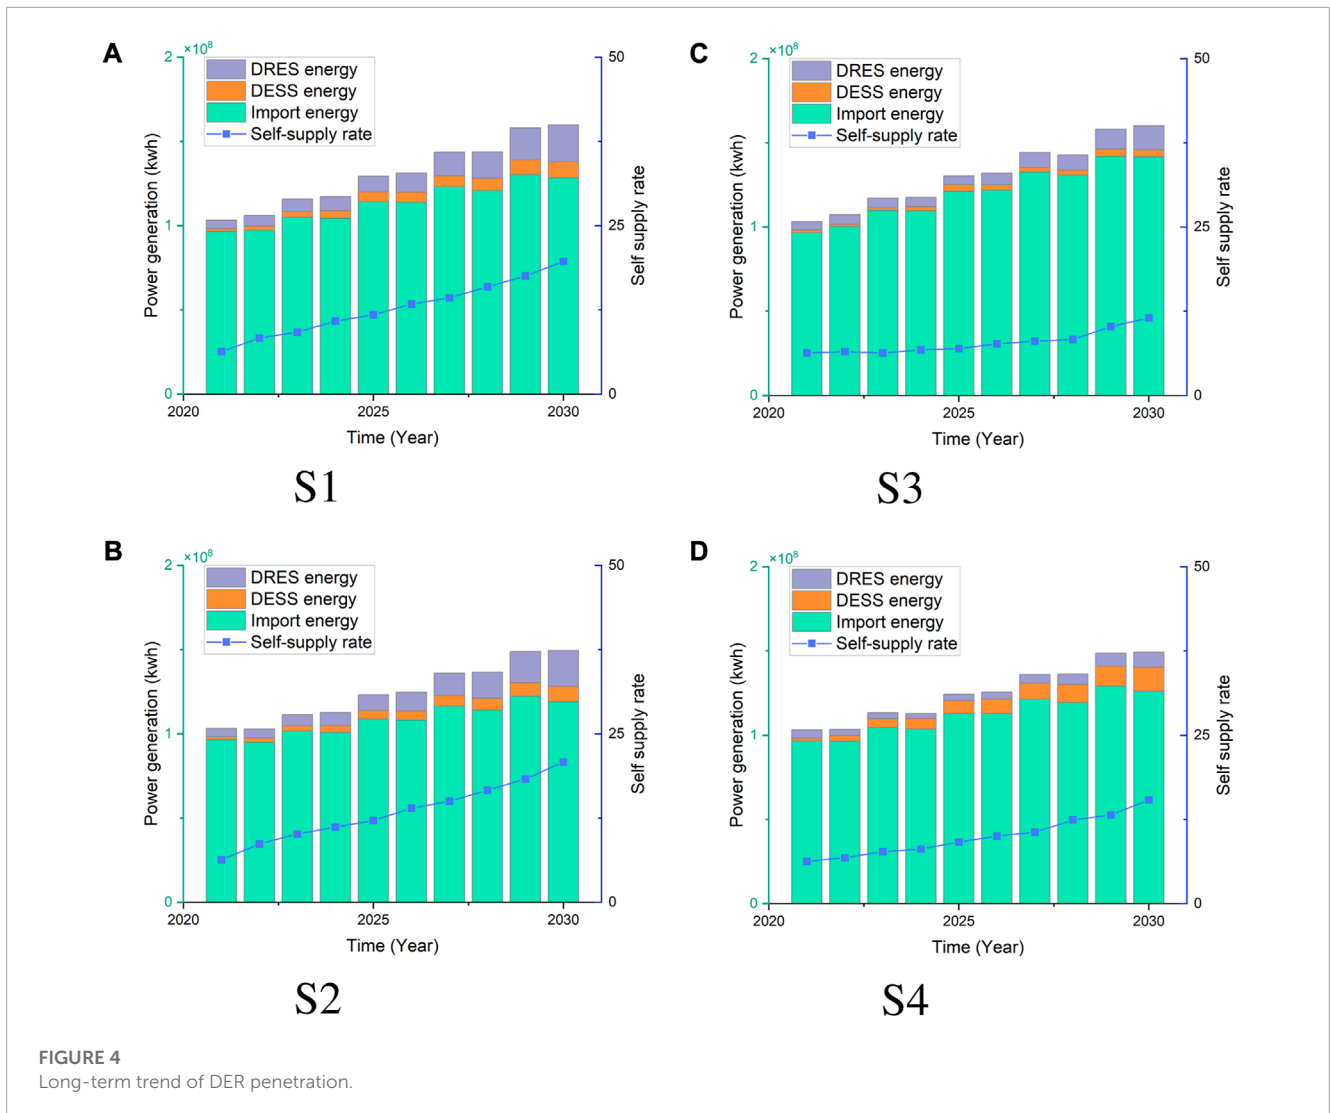 A
×10⁸
2
1
0
Power generation (kwh)
DRES energy
DESS energy
Import energy
Self-supply rate
50
25
0
Self supply rate
2020
2025
2030
Time (Year)
S1
C
×10⁸
2
1
0
Power generation (kwh)
DRES energy
DESS energy
Import energy
Self-supply rate
50
25
0
Self supply rate
2020
2025
2030
Time (Year)
S3
B
×10⁸
2
1
0
Power generation (kwh)
DRES energy
DESS energy
Import energy
Self-supply rate
50
25
0
Self supply rate
2020
2025
2030
Time (Year)
S2
D
×10⁸
2
1
0
Power generation (kwh)
DRES energy
DESS energy
Import energy
Self-supply rate
50
25
0
Self supply rate
2020
2025
2030
Time (Year)
S4
FIGURE 4
Long-term trend of DER penetration.